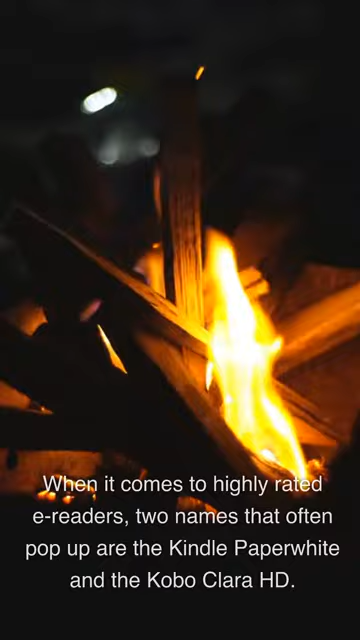 When it comes to highly rated
e-readers, two names that often
pop up are the Kindle Paperwhite
and the Kobo Clara HD.